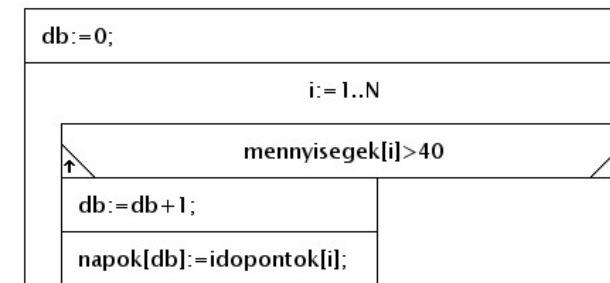 db:=0;
i:=1..N
mennyisegek[i]>40
db:=db+1;
napok[db]:=idopontok[i];